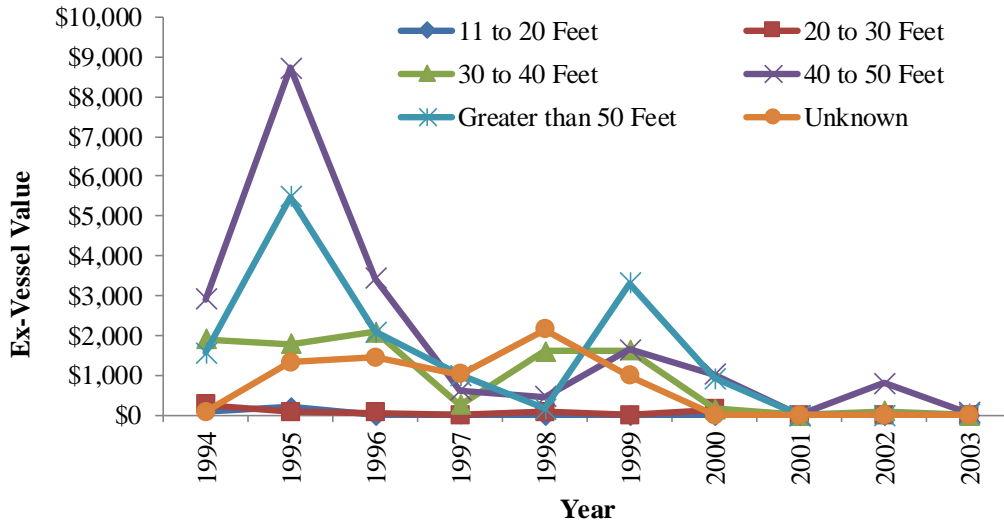 $10,000
$9,000
$8,000
$7,000
$6,000
$5,000
$4,000
$3,000
$2,000
$1,000
$0
Ex-Vessel Value
11 to 20 Feet
20 to 30 Feet
30 to 40 Feet
40 to 50 Feet
Greater than 50 Feet
Unknown
1994
1995
1996
1997
1998
1999
2000
2001
2002
2003
Year